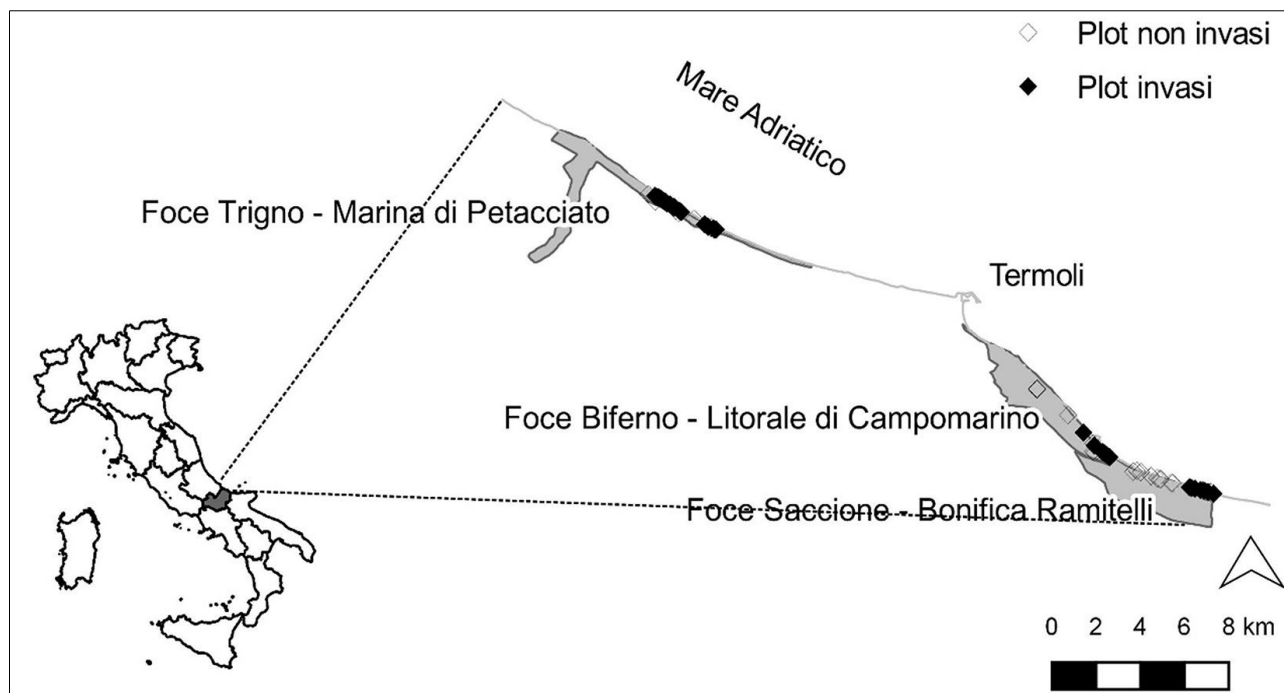 Plot non invasi
Plot invasi
Mare Adriatico
Foce Trigno - Marina di Petacciato
Termoli
Foce Biferno - Litorale di Campomarino
Foce Saccione - Bonifica Ramitelli
0 2 4 6 8 km